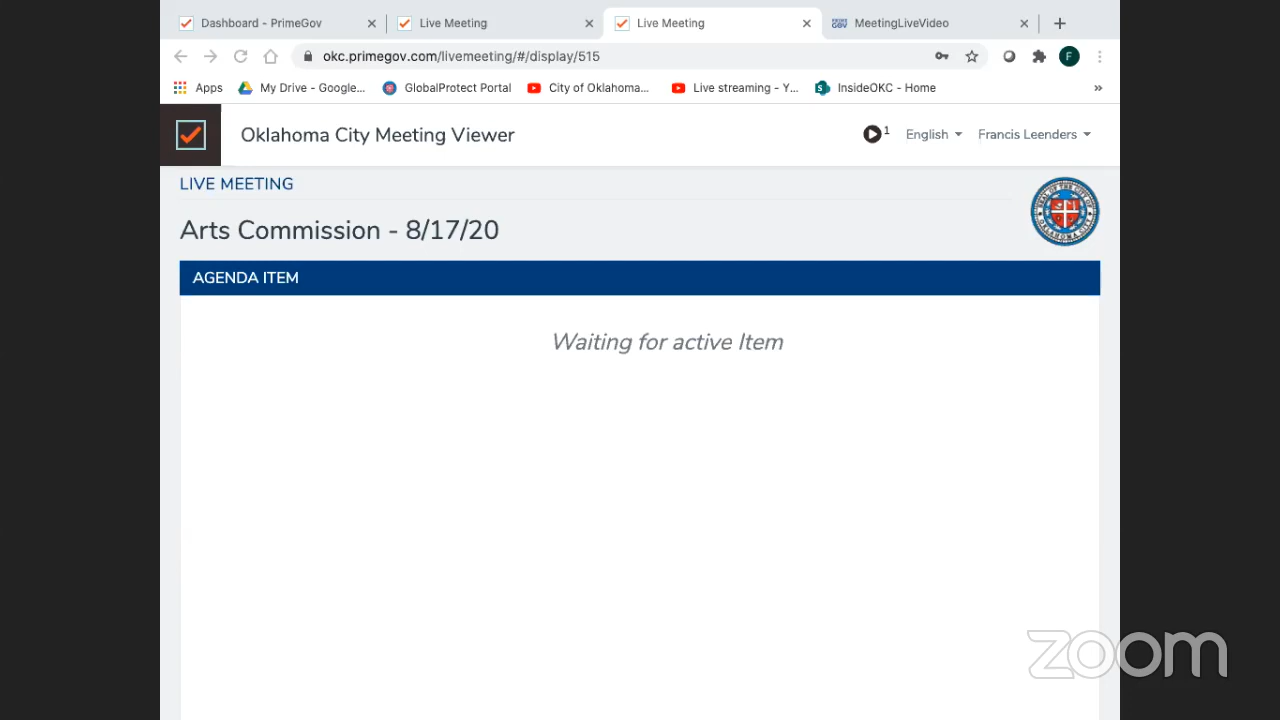 Dashboard - PrimeGov
Live Meeting
Live Meeting
MeetingLiveVideo
okc.primegov.com/livemeeting/#/display/515
F
Apps
My Drive - Google...
GlobalProtect Portal
City of Oklahoma...
Live streaming - Y...
InsideOKC - Home
»
Oklahoma City Meeting Viewer
1
English
Francis Leenders
LIVE MEETING
Arts Commission - 8/17/20
AGENDA ITEM
Waiting for active Item
zoom